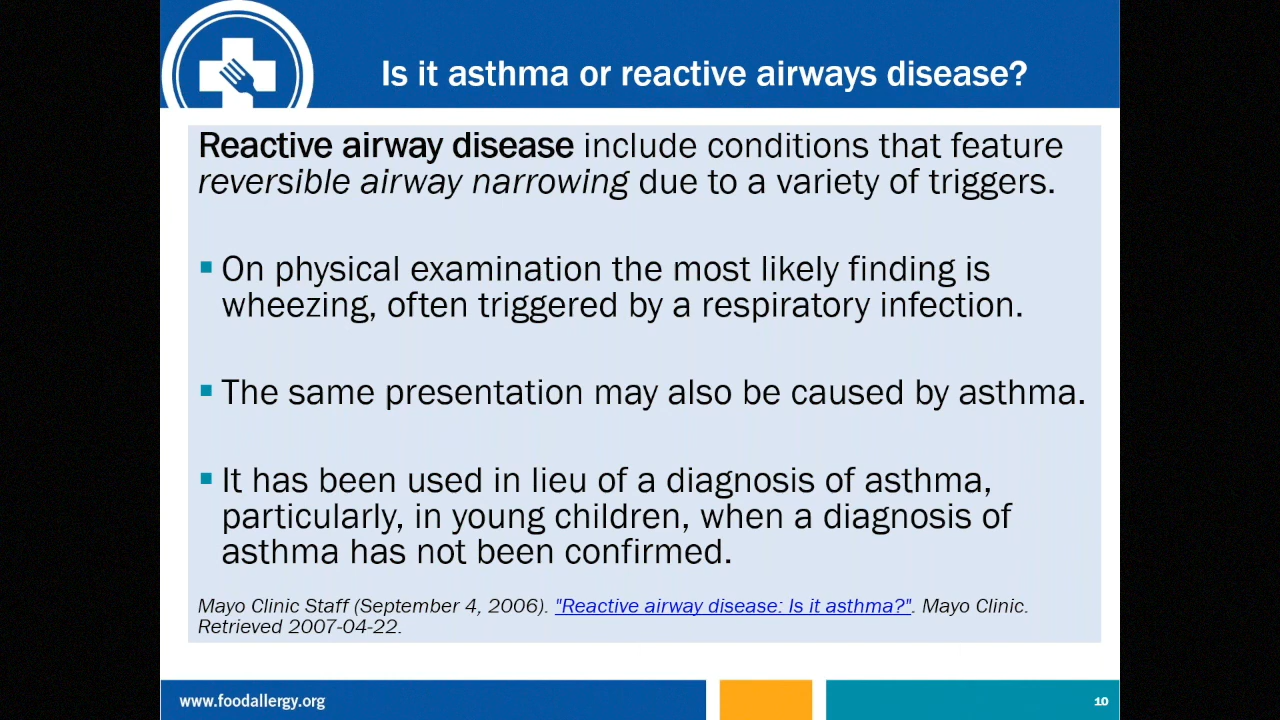 Is it asthma or reactive airways disease?
Reactive airway disease include conditions that feature
reversible airway narrowing due to a variety of triggers.
▪ On physical examination the most likely finding is
wheezing, often triggered by a respiratory infection.
▪ The same presentation may also be caused by asthma.
▪ It has been used in lieu of a diagnosis of asthma,
particularly, in young children, when a diagnosis of
asthma has not been confirmed.
Mayo Clinic Staff (September 4, 2006). "Reactive airway disease: Is it asthma?". Mayo Clinic.
Retrieved 2007-04-22.
www.foodallergy.org
10